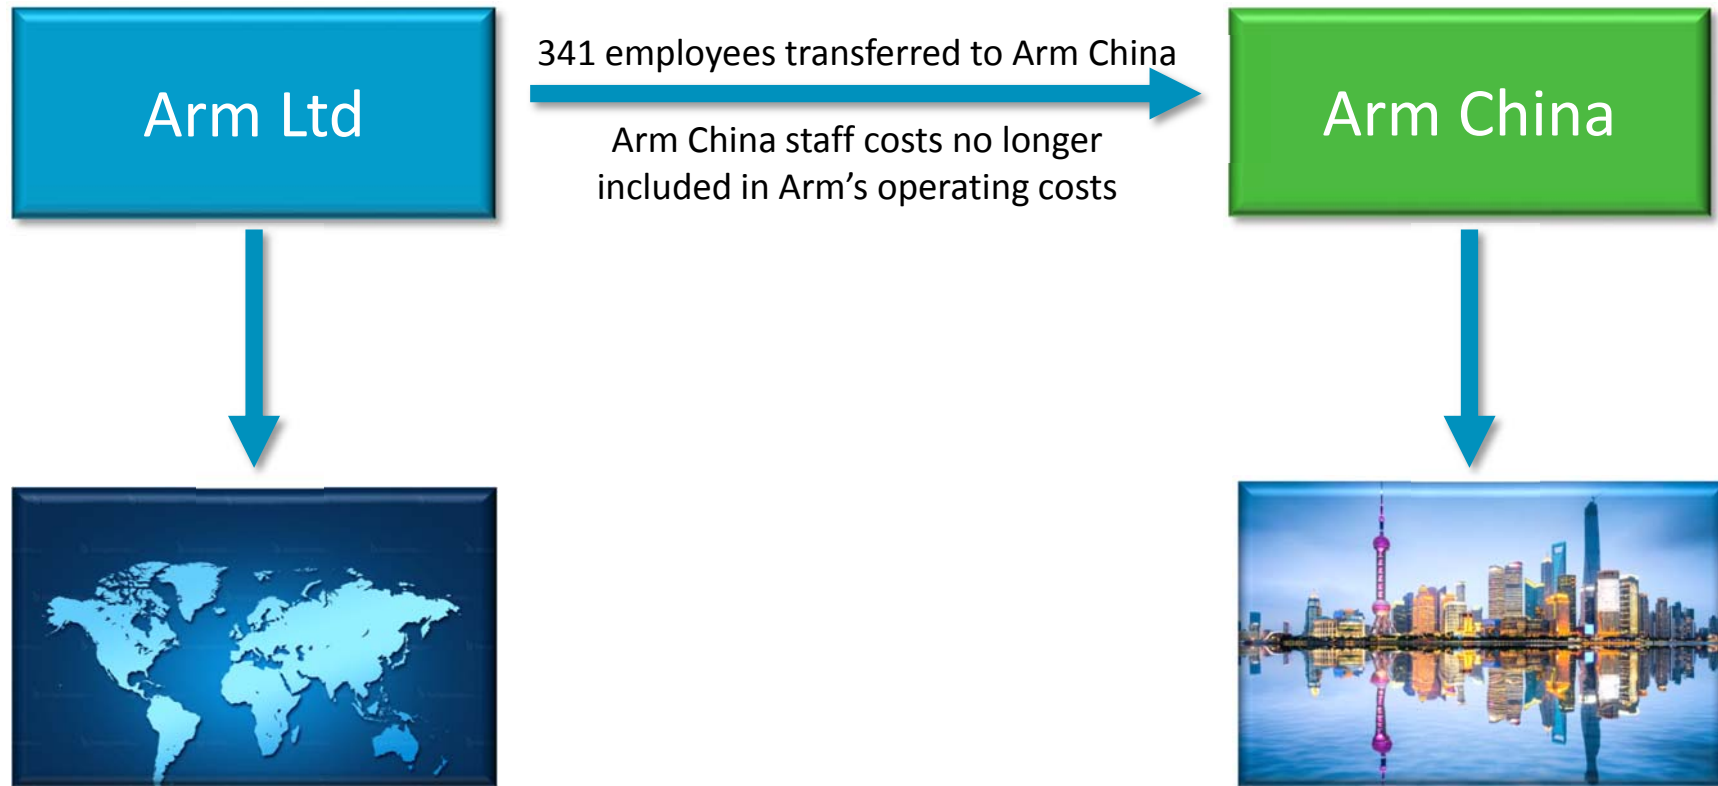 Arm Ltd
341 employees transferred to Arm China
Arm China staff costs no longer
included in Arm’s operating costs
Arm China